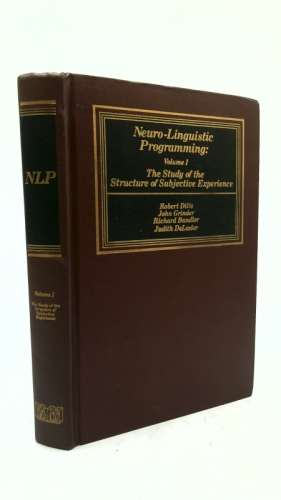 Neuro-Linguistic
Programming:
Volume I
The Study of the
Structure of Subjective Experience
Robert Dilts
John Grinder
Richard Bandler
Judith DeLozier
NLP
Volume I
The Study of the
Structure of
Subjective
Experience